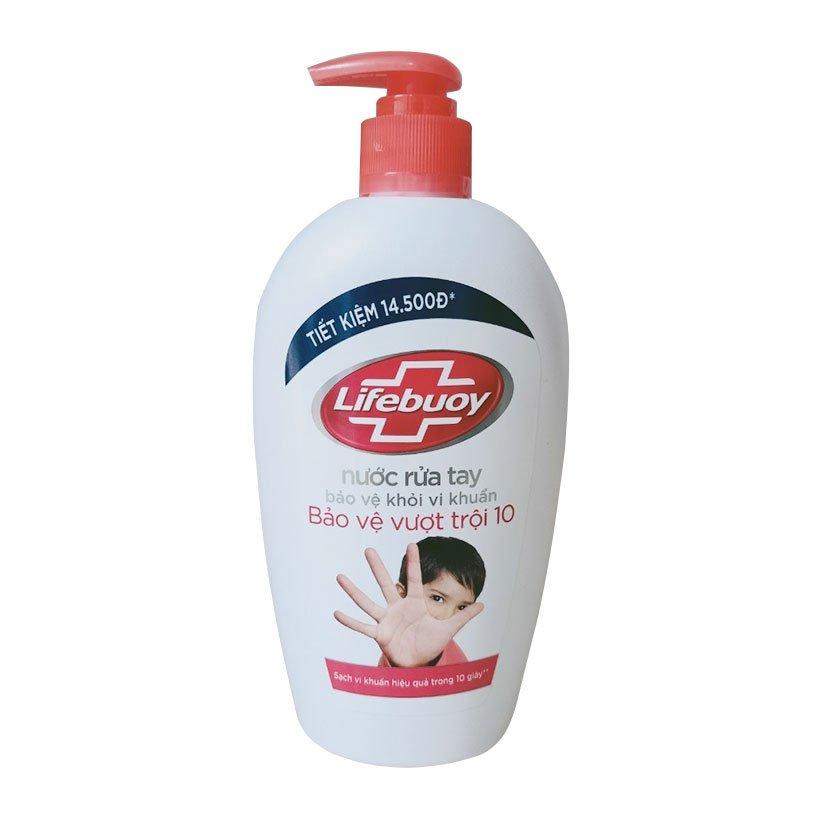 TIẾT KIỆM 14.500Đ*
Lifebuoy
nước rửa tay
bảo vệ khỏi vi khuẩn
Bảo vệ vượt trội 10
Sạch vi khuẩn hiệu quả trong 10 giây**